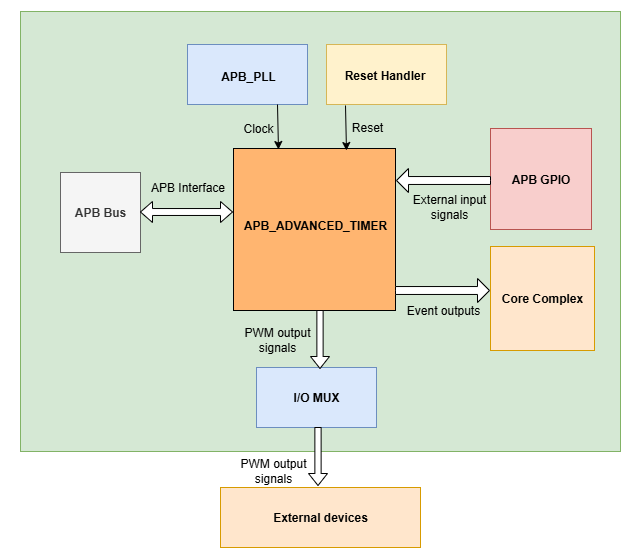 APB_PLL
Reset Handler
Clock
Reset
APB Interface
APB Bus
APB_ADVANCED_TIMER
APB GPIO
External input
signals
Core Complex
Event outputs
PWM output
signals
I/O MUX
PWM output
signals
External devices